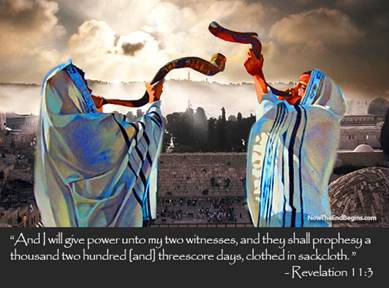 NowTheEndBegins.com
“And I will give power unto my two witnesses, and they shall prophesy a
thousand two hundred [and] threescore days, clothed in sackcloth. ”
- Revelation 11:3